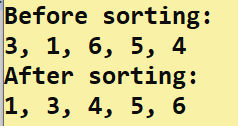 Before sorting:
3, 1, 6, 5, 4
After sorting:
1, 3, 4, 5, 6